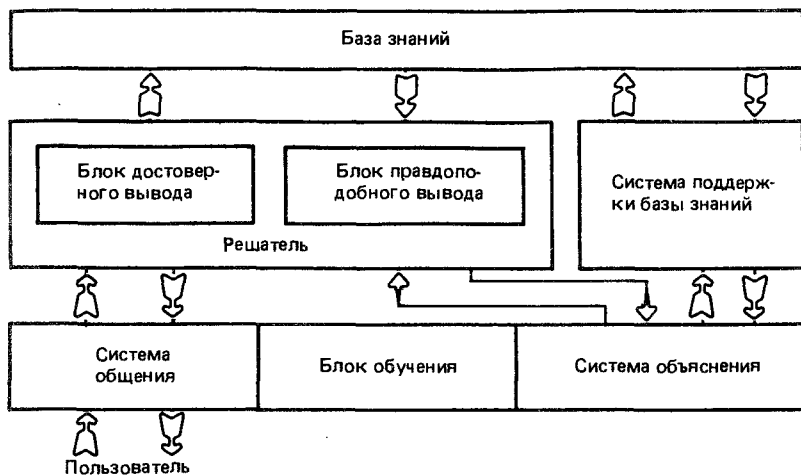 База знаний
Блок достовер-
ного вывода
Блок правдопо-
добного вывода
Решатель
Система поддерж-
ки базы знаний
Система
общения
Блок обучения
Система объяснения
Пользователь